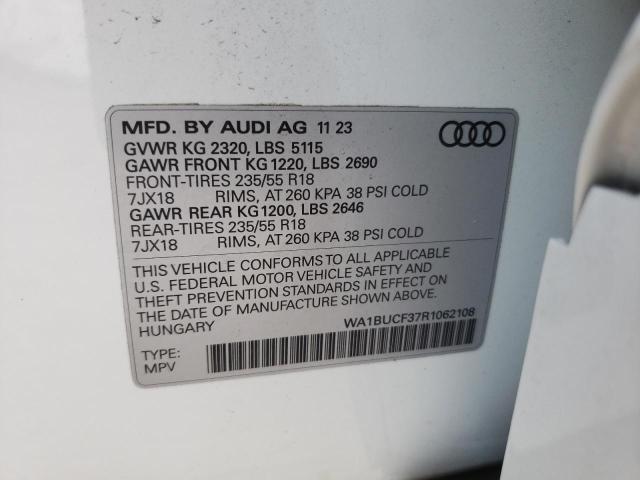 MFD. BY AUDI AG 11 23
GVWR KG 2320, LBS 5115
GAWR FRONT KG 1220, LBS 2690
FRONT-TIRES 235/55 R18
7JX18 RIMS, AT 260 KPA 38 PSI COLD
GAWR REAR KG 1200, LBS 2646
REAR-TIRES 235/55 R18
7JX18 RIMS, AT 260 KPA 38 PSI COLD
THIS VEHICLE CONFORMS TO ALL APPLICABLE
U.S. FEDERAL MOTOR VEHICLE SAFETY AND
THEFT PREVENTION STANDARDS IN EFFECT ON
THE DATE OF MANUFACTURE SHOWN ABOVE
HUNGARY
WA1BUCF37R1062108
TYPE:
MPV